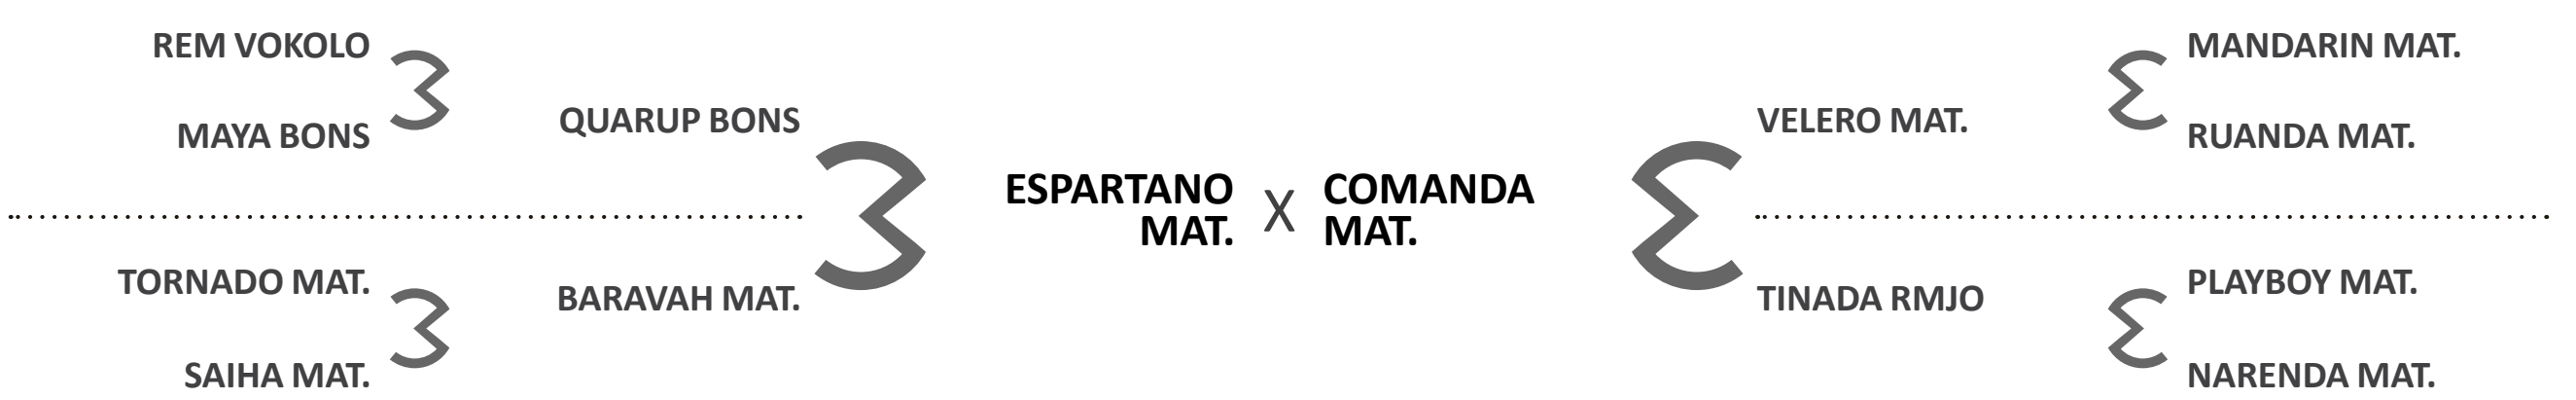 REM VOKOLO
MAYA BONS
QUARUP BONS
TORNADO MAT.
SAIHA MAT.
BARAVAH MAT.
ESPARTANO
MAT.
X
COMANDA
MAT.
VELERO MAT.
TINADA RMJO
MANDARIN MAT.
RUANDA MAT.
PLAYBOY MAT.
NARENDA MAT.